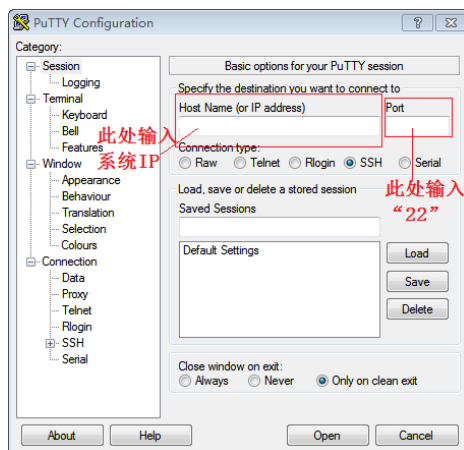 PuTTY Configuration
Category:
Session
Logging
Terminal
Keyboard
Bell
Features
Window
Appearance
Behaviour
Translation
Selection
Colours
Connection
Data
Proxy
Telnet
Rlogin
SSH
Serial
Basic options for your PuTTY session
Specify the destination you want to connect to
Host Name (or IP address) Port
此处输入
系统IP
此处输入
“22”
Connection type:
Raw Telnet Rlogin SSH Serial
Load, save or delete a stored session
Saved Sessions
Default Settings
Load
Save
Delete
Close window on exit:
Always Never Only on clean exit
About Help Open Cancel